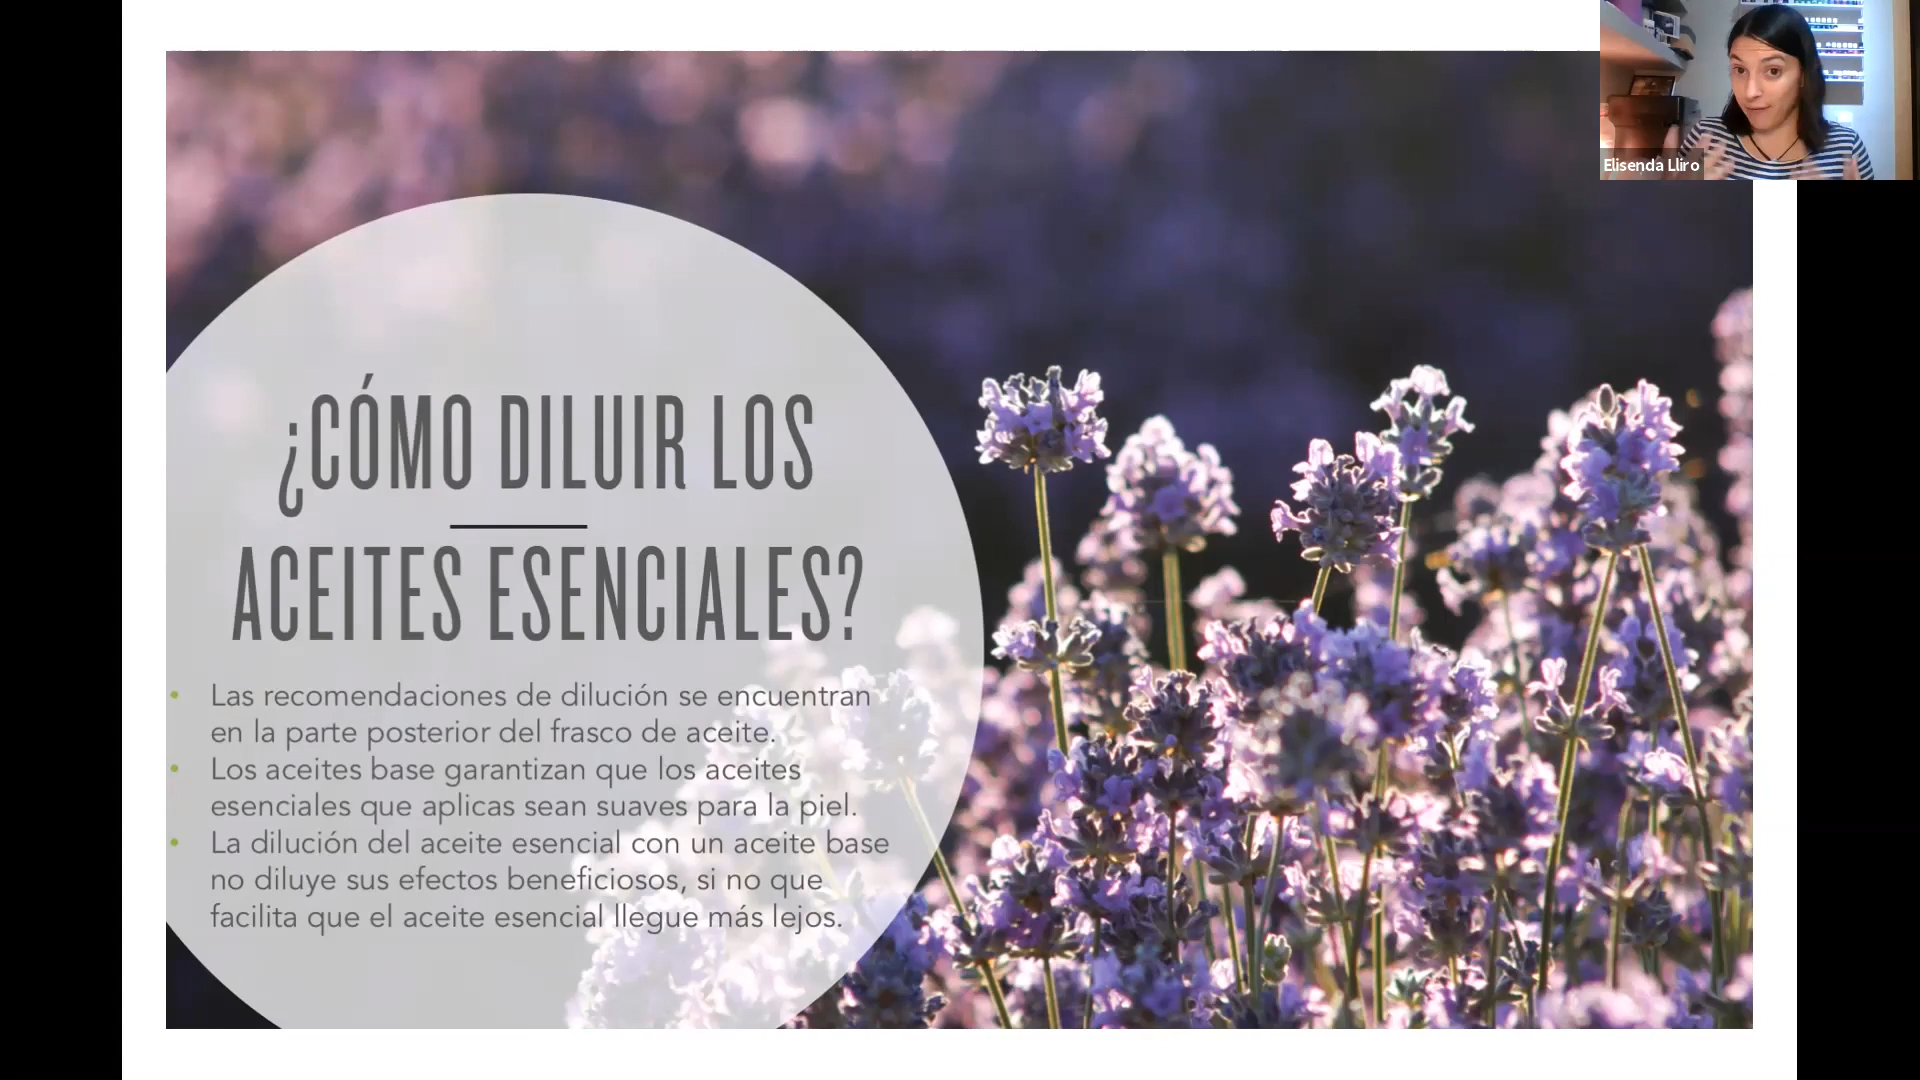 Elisenda Lliro
¿CÓMO DILUIR LOS
ACEITES ESENCIALES?
• Las recomendaciones de dilución se encuentran
en la parte posterior del frasco de aceite.
• Los aceites base garantizan que los aceites
esenciales que aplicas sean suaves para la piel.
• La dilución del aceite esencial con un aceite base
no diluye sus efectos beneficiosos, si no que
facilita que el aceite esencial llegue más lejos.